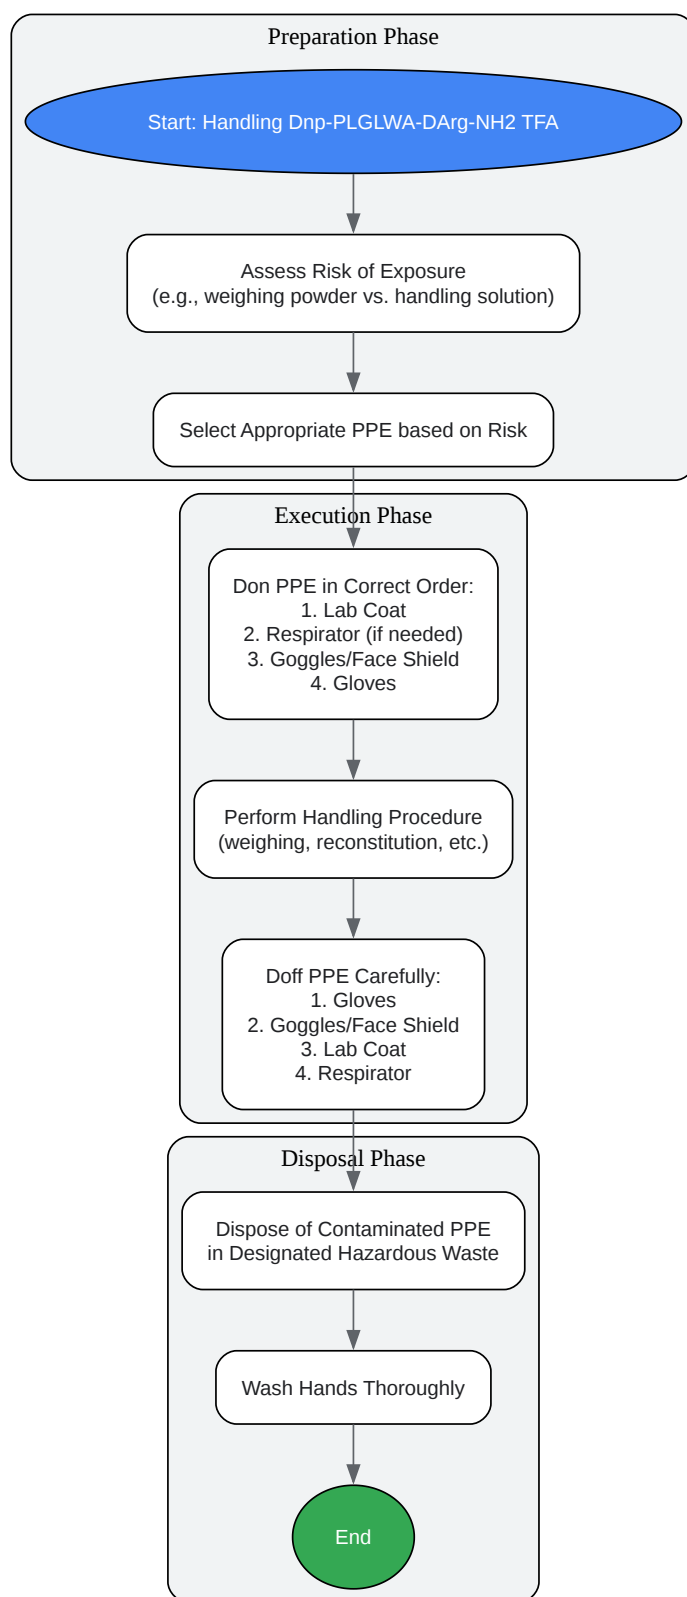 Preparation Phase
Start: Handling Dnp-PLGLWA-DArg-NH2 TFA
Assess Risk of Exposure
(e.g., weighing powder vs. handling solution)
Select Appropriate PPE based on Risk
Execution Phase
Don PPE in Correct Order:
1. Lab Coat
2. Respirator (if needed)
3. Goggles/Face Shield
4. Gloves
Perform Handling Procedure
(weighing, reconstitution, etc.)
Doff PPE Carefully:
1. Gloves
2. Goggles/Face Shield
3. Lab Coat
4. Respirator
Disposal Phase
Dispose of Contaminated PPE
in Designated Hazardous Waste
Wash Hands Thoroughly
End